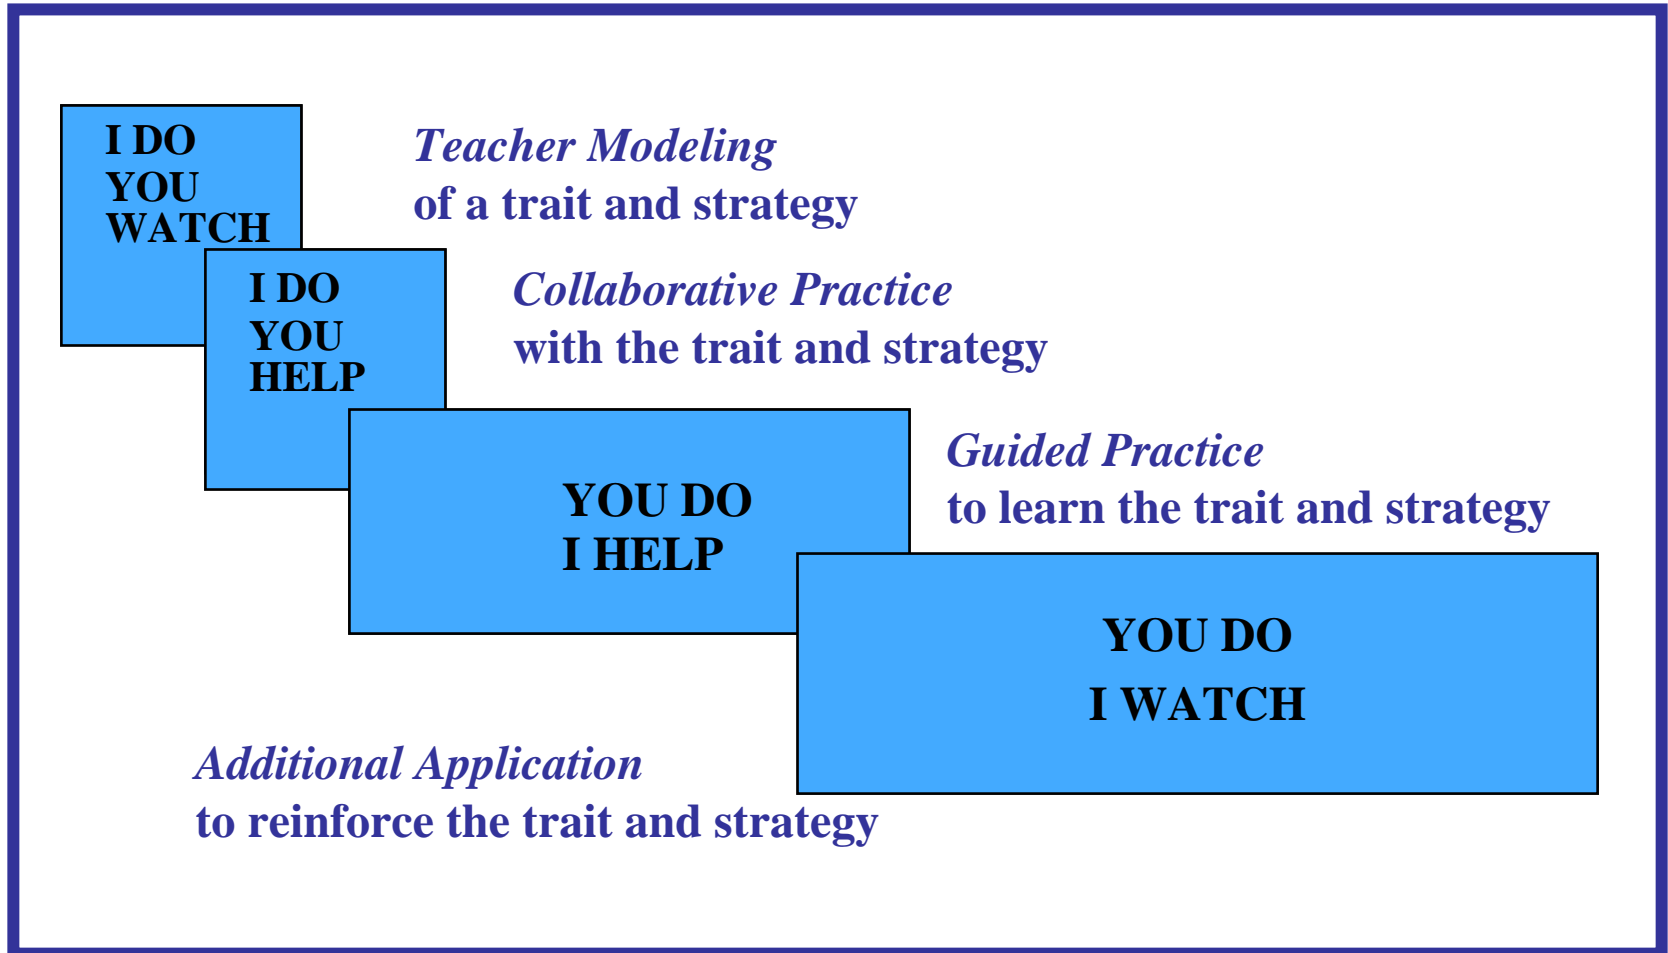 I DO
YOU
WATCH
Teacher Modeling
of a trait and strategy
I DO
YOU
HELP
Collaborative Practice
with the trait and strategy
YOU DO
I HELP
Guided Practice
to learn the trait and strategy
YOU DO
I WATCH
Additional Application
to reinforce the trait and strategy